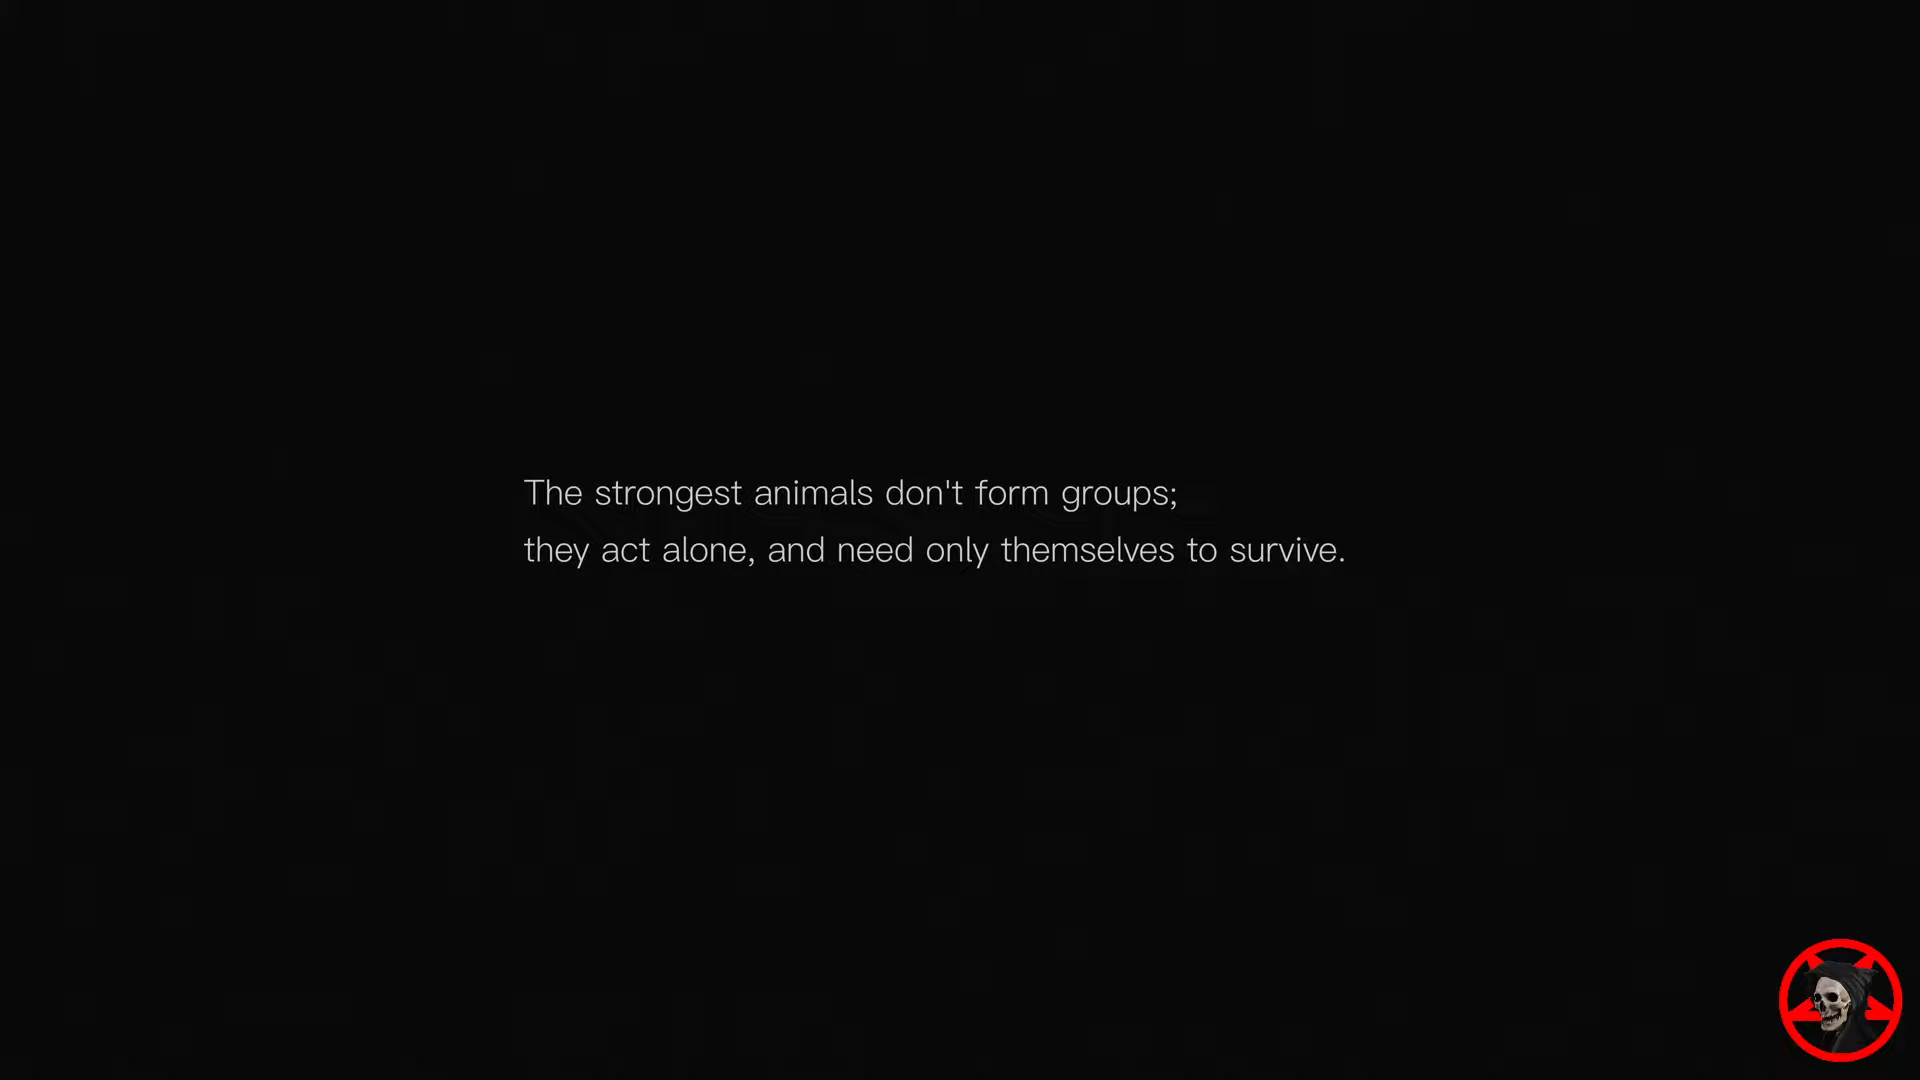 The strongest animals don't form groups;
they act alone, and need only themselves to survive.